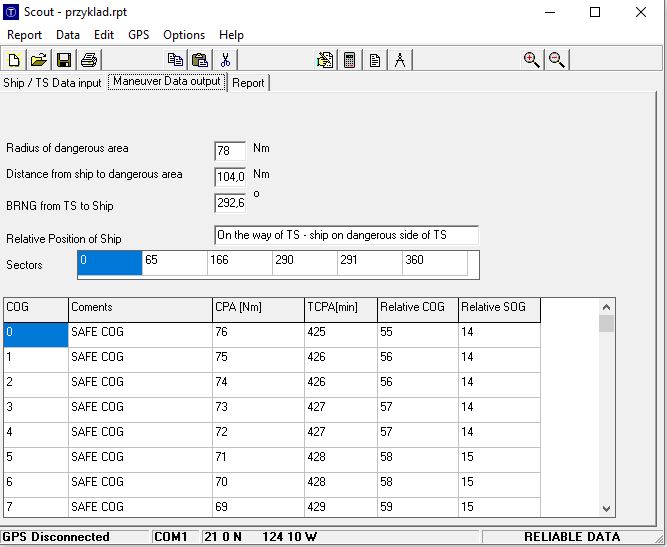 Scout - przyklad.rpt
Report Data Edit GPS Options Help
Ship / TS Data input Maneuver Data output Report
Radius of dangerous area 78 Nm
Distance from ship to dangerous area 104,0 Nm
BRNG from TS to Ship 292,6 o
Relative Position of Ship On the way of TS - ship on dangerous side of TS
Sectors 0 65 166 290 291 360
COG Coments CPA [Nm] TCPA[min] Relative COG Relative SOG
0 SAFE COG 76 425 55 14
1 SAFE COG 75 426 56 14
2 SAFE COG 74 426 56 14
3 SAFE COG 73 427 57 14
4 SAFE COG 72 427 57 14
5 SAFE COG 71 428 58 15
6 SAFE COG 70 428 58 15
7 SAFE COG 69 429 59 15
GPS Disconnected COM1 21 0 N 124 10 W RELIABLE DATA